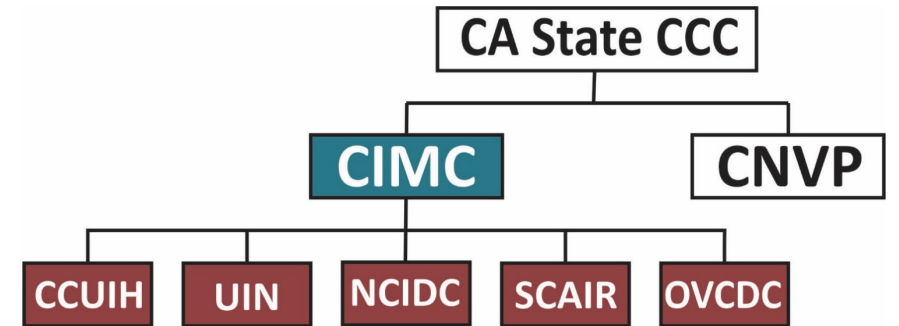 CA State CCC
CIMC
CNVP
CCUIH
UIN
NCIDC
SCAIR
OVCDC